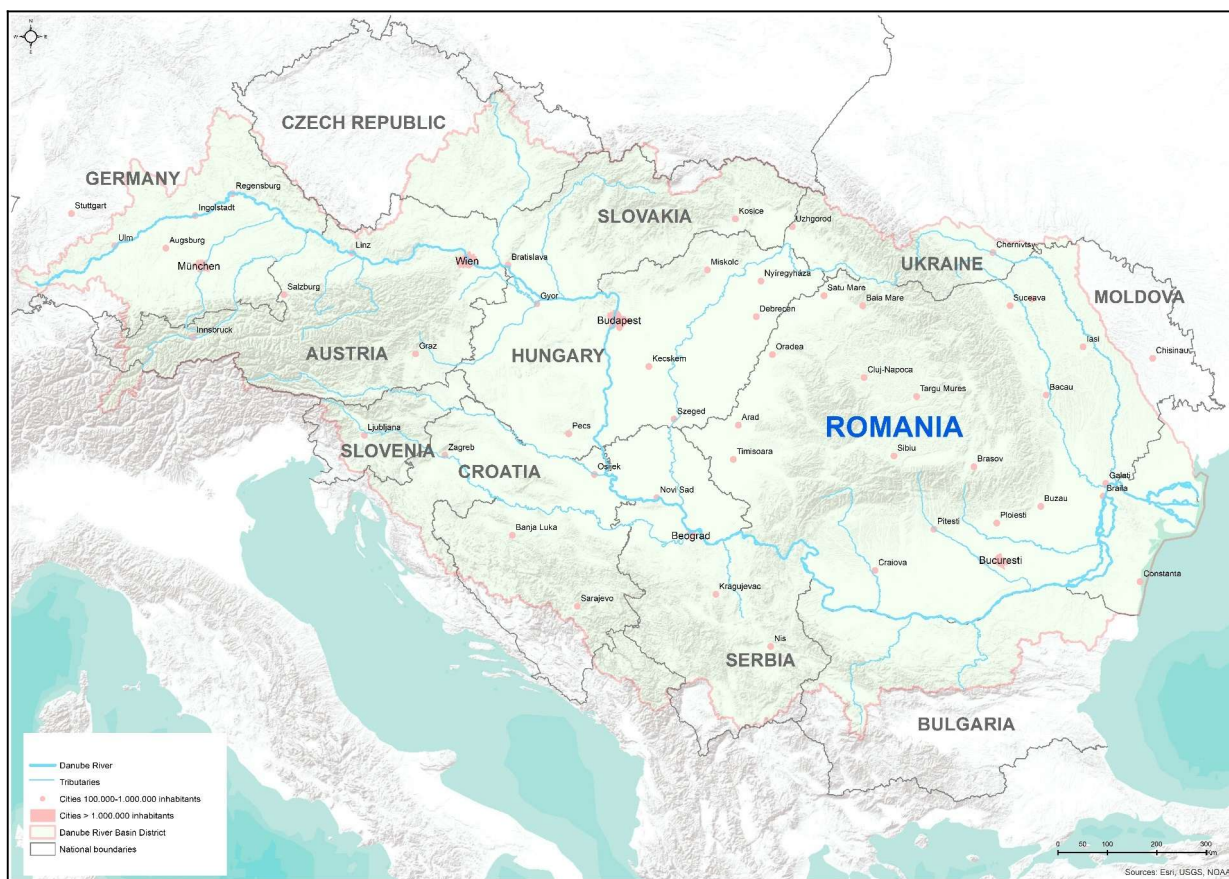 N
W
E
S
CZECH REPUBLIC
GERMANY
Stuttgart
Regensburg
Ingolstadt
Ulm
Augsburg
München
Linz
Wien
Bratislava
Salzburg
Gyor
Innsbruck
AUSTRIA
Graz
SLOVAKIA
Kosice
Uzhgorod
Miskolc
Nyíregyháza
Budapest
Debrecen
HUNGARY
Kecskem
Szeged
Pecs
UKRAINE
Chernivtsy
MOLDOVA
Satu Mare
Baia Mare
Suceava
Oradea
Iasi
Chisinau
Cluj-Napoca
Targu Mures
Bacau
Arad
ROMANIA
Timisoara
Sibiu
Brasov
Galati
Braila
Buzau
Ploiesti
Pitesti
Bucuresti
Craiova
Constanta
Ljubljana
SLOVENIA
Zagreb
CROATIA
Osijek
Novi Sad
Banja Luka
Beograd
Kragujevac
Sarajevo
Nis
SERBIA
BULGARIA
Danube River
Tributaries
Cities 100.000-1.000.000 inhabitants
Cities > 1.000.000 inhabitants
Danube River Basin District
National boundaries
0 50 100 200 300
Km
Sources: Esri, USGS, NOAA